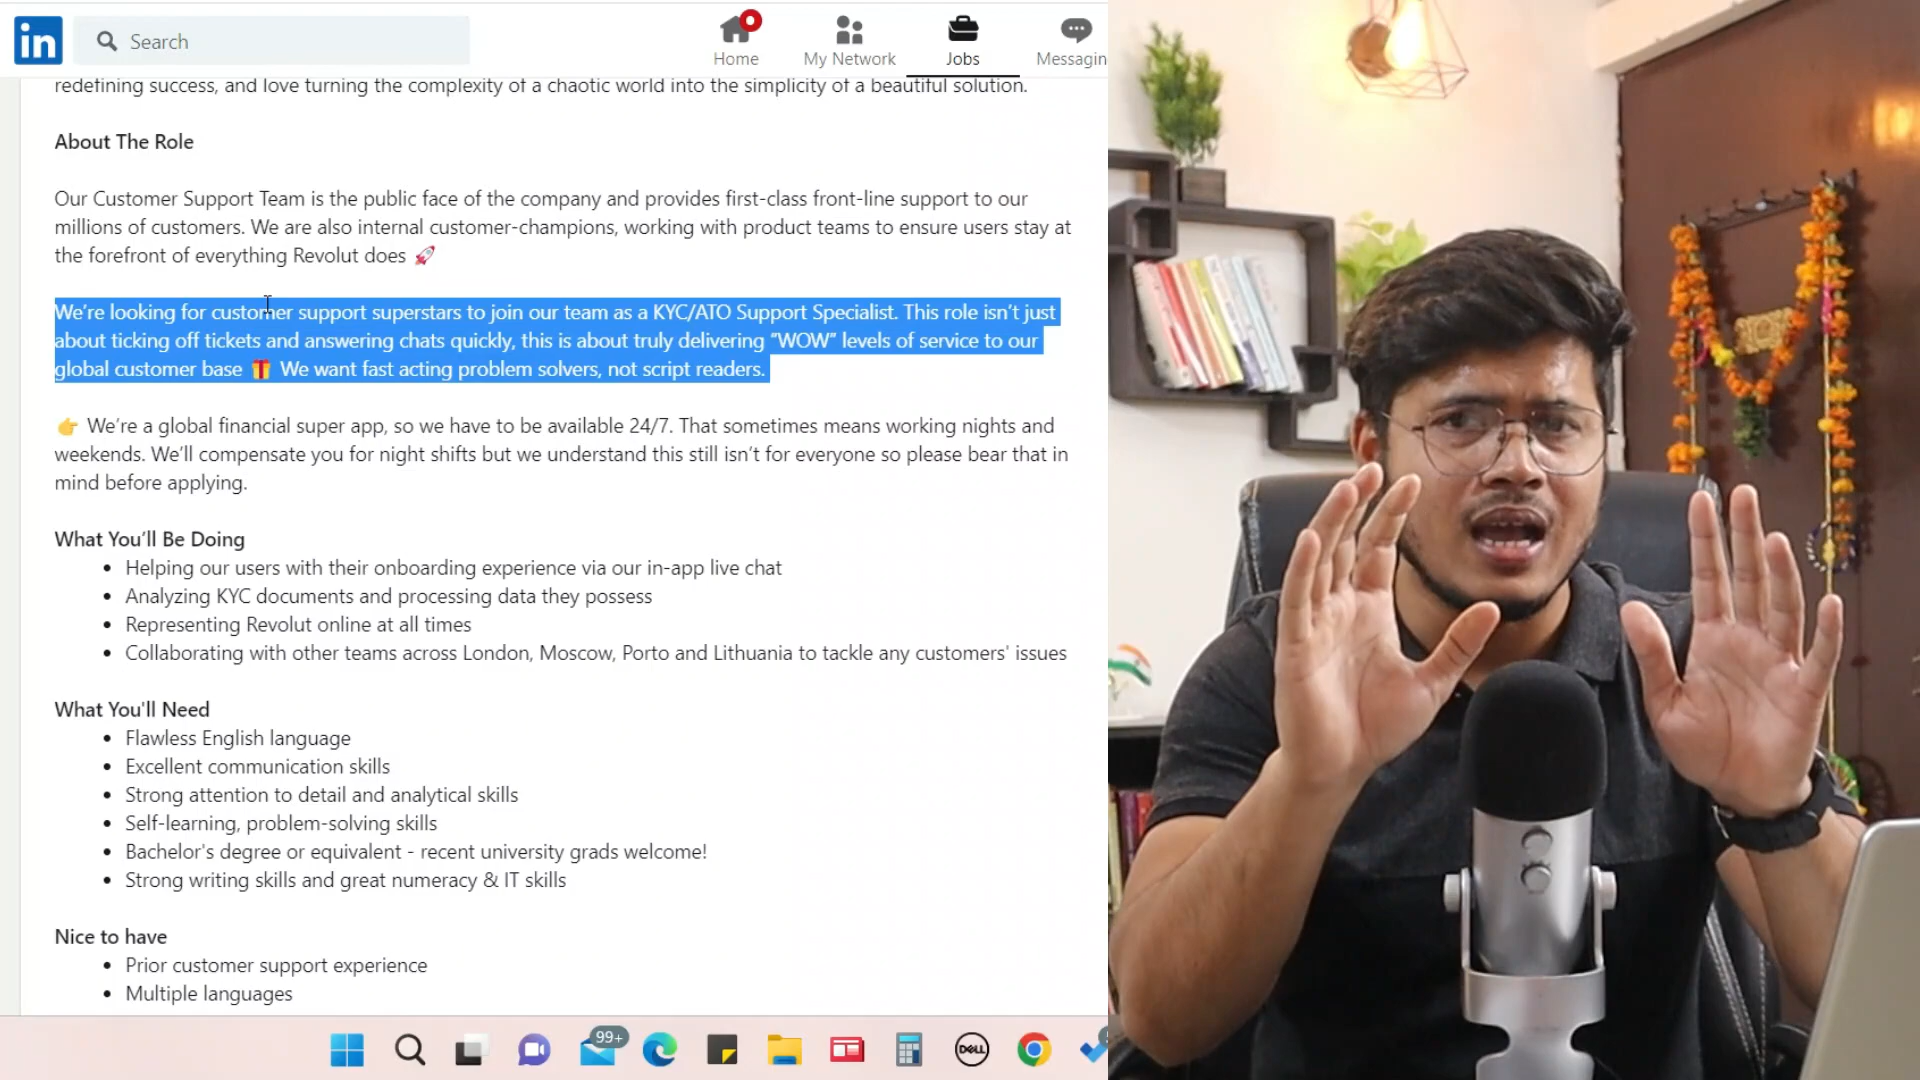 in
Search
Home
My Network
Jobs
Messagin
redefining success, and love turning the complexity of a chaotic world into the simplicity of a beautiful solution.
About The Role
Our Customer Support Team is the public face of the company and provides first-class front-line support to our
millions of customers. We are also internal customer-champions, working with product teams to ensure users stay at
the forefront of everything Revolut does 🚀
We’re looking for customer support superstars to join our team as a KYC/ATO Support Specialist. This role isn’t just
about ticking off tickets and answering chats quickly, this is about truly delivering “WOW” levels of service to our
global customer base 🎁 We want fast acting problem solvers, not script readers.
👉 We’re a global financial super app, so we have to be available 24/7. That sometimes means working nights and
weekends. We’ll compensate you for night shifts but we understand this still isn’t for everyone so please bear that in
mind before applying.
What You’ll Be Doing
• Helping our users with their onboarding experience via our in-app live chat
• Analyzing KYC documents and processing data they possess
• Representing Revolut online at all times
• Collaborating with other teams across London, Moscow, Porto and Lithuania to tackle any customers' issues
What You'll Need
• Flawless English language
• Excellent communication skills
• Strong attention to detail and analytical skills
• Self-learning, problem-solving skills
• Bachelor's degree or equivalent - recent university grads welcome!
• Strong writing skills and great numeracy & IT skills
Nice to have
• Prior customer support experience
• Multiple languages
99+
DELL